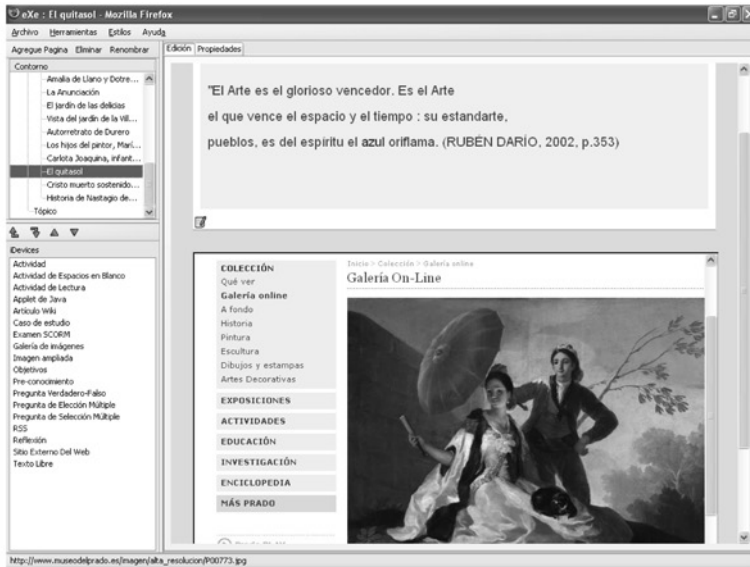 eXe : El quitasol - Mozilla Firefox
Archivo Herramientas Estilos Ayuda
Agregue Pagina Eliminar Renombrar
Contorno
Amalia de Llano y Dotre...
La Anunciación
El jardín de las delicias
Vista del jardín de la Vill...
Autorretrato de Durero
Los hijos del pintor, Marí...
Carlota Joaquina, infant...
El quitasol
Cristo muerto sostenido...
Historia de Nastagio de...
Tópico
iDevices
Actividad
Actividad de Espacios en Blanco
Actividad de Lectura
Applet de Java
Artículo Wiki
Caso de estudio
Examen SCORM
Galería de imágenes
Imagen ampliada
Objetivos
Pre-conocimiento
Pregunta Verdadero-Falso
Pregunta de Elección Múltiple
Pregunta de Selección Múltiple
RSS
Reflexión
Sitio Externo Del Web
Texto Libre
Edición Propiedades
"El Arte es el glorioso vencedor. Es el Arte
el que vence el espacio y el tiempo : su estandarte,
pueblos, es del espíritu el azul oriflama. (RUBÉN DARÍO, 2002, p.353)
COLECCIÓN
Qué ver
Galería online
A fondo
Historia
Pintura
Escultura
Dibujos y estampas
Artes Decorativas
EXPOSICIONES
ACTIVIDADES
EDUCACIÓN
INVESTIGACIÓN
ENCICLOPEDIA
MÁS PRADO
Inicio > Colección > Galería online
Galería On-Line
http://www.museodelprado.es/imagen/alta_resolucion/P00773.jpg